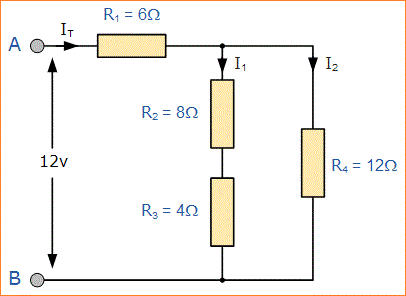 R₁ = 6Ω
A
I_T
I₁
I₂
R₂ = 8Ω
12v
R₄ = 12Ω
R₃ = 4Ω
B